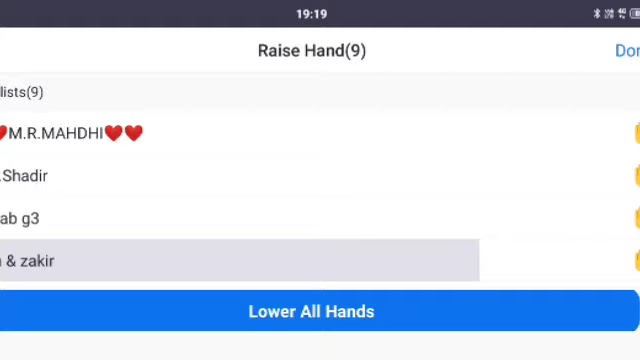 19:19
Raise Hand(9)
lists(9)
❤️M.R.MAHDHI❤️❤️
.Shadir
ab g3
& zakir
Lower All Hands